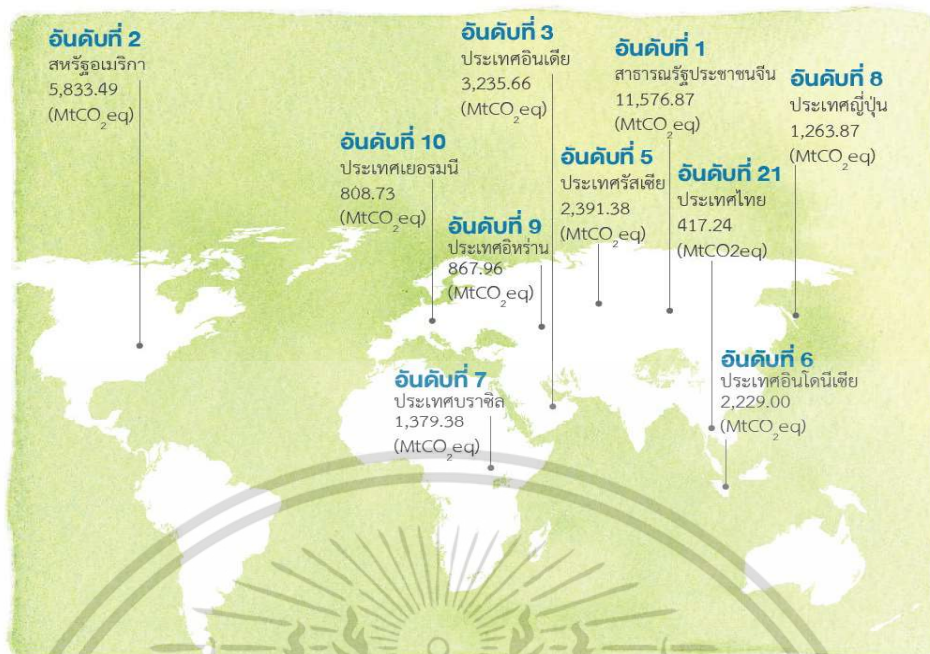 อันดับที่ 2
สหรัฐอเมริกา
5,833.49
(MtCO₂eq)
อันดับที่ 3
ประเทศอินเดีย
3,235.66
(MtCO₂eq)
อันดับที่ 1
สาธารณรัฐประชาชนจีน
11,576.87
(MtCO₂eq)
อันดับที่ 8
ประเทศญี่ปุ่น
1,263.87
(MtCO₂eq)
อันดับที่ 10
ประเทศเยอรมนี
808.73
(MtCO₂eq)
อันดับที่ 9
ประเทศอิหร่าน
867.96
(MtCO₂eq)
อันดับที่ 5
ประเทศรัสเซีย
2,391.38
(MtCO₂eq)
อันดับที่ 21
ประเทศไทย
417.24
(MtCO2eq)
อันดับที่ 7
ประเทศบราซิล
1,379.38
(MtCO₂eq)
อันดับที่ 6
ประเทศอินโดนีเซีย
2,229.00
(MtCO₂eq)